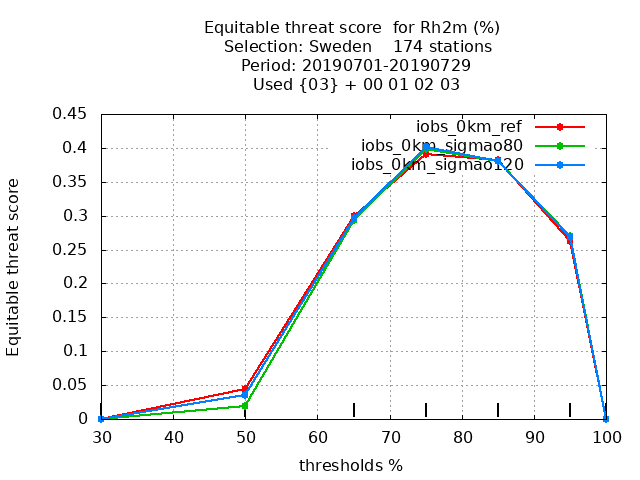 Equitable threat score  for Rh2m (%)
Selection: Sweden    174 stations
Period: 20190701-20190729
Used {03} + 00 01 02 03
iobs_0km_ref
iobs_0km_sigmao80
iobs_0km_sigmao120
Equitable threat score
0.45
0.4
0.35
0.3
0.25
0.2
0.15
0.1
0.05
0
30 40 50 60 70 80 90 100
thresholds %